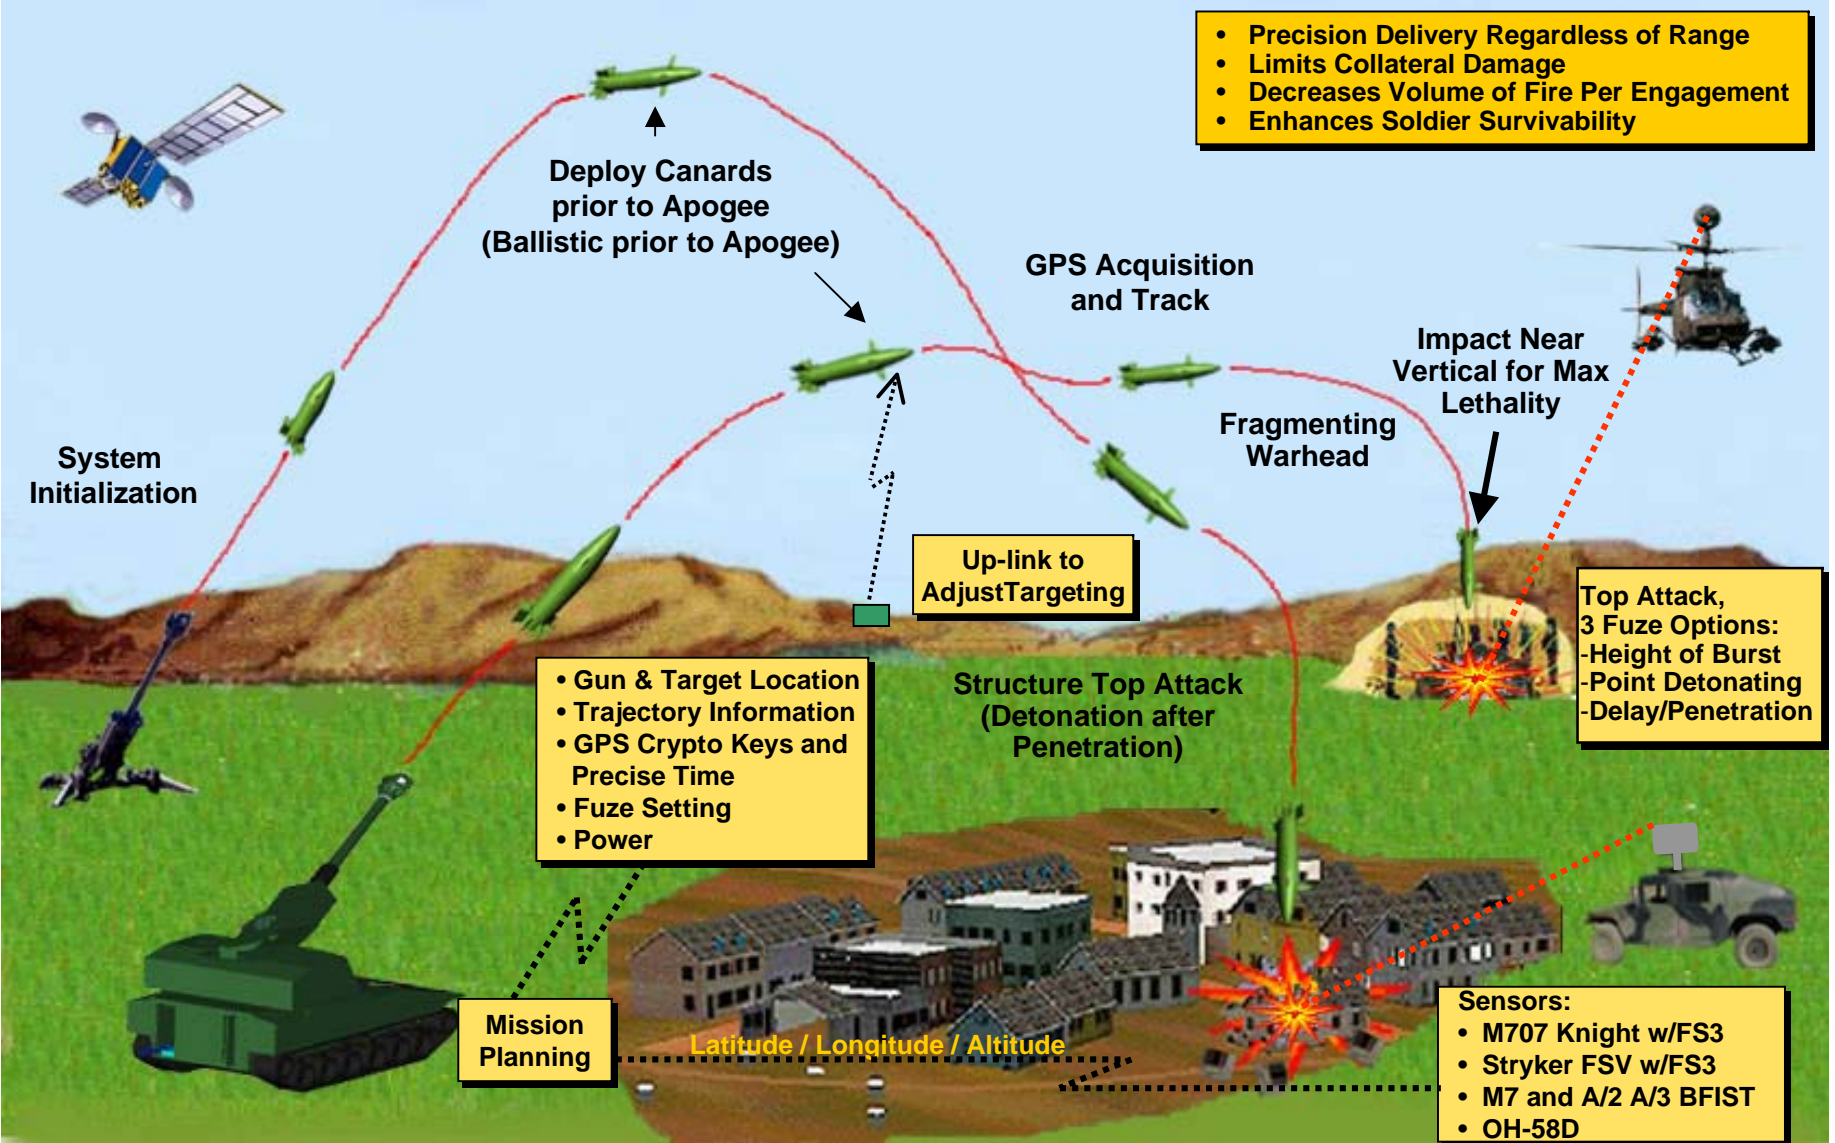 • Precision Delivery Regardless of Range
• Limits Collateral Damage
• Decreases Volume of Fire Per Engagement
• Enhances Soldier Survivability
Deploy Canards
prior to Apogee
(Ballistic prior to Apogee)
GPS Acquisition
and Track
Impact Near
Vertical for Max
Lethality
Fragmenting
Warhead
System
Initialization
Up-link to
AdjustTargeting
Top Attack,
3 Fuze Options:
-Height of Burst
-Point Detonating
-Delay/Penetration
• Gun & Target Location
• Trajectory Information
• GPS Crypto Keys and
Precise Time
• Fuze Setting
• Power
Structure Top Attack
(Detonation after
Penetration)
Mission
Planning
Latitude / Longitude / Altitude
Sensors:
• M707 Knight w/FS3
• Stryker FSV w/FS3
• M7 and A/2 A/3 BFIST
• OH-58D